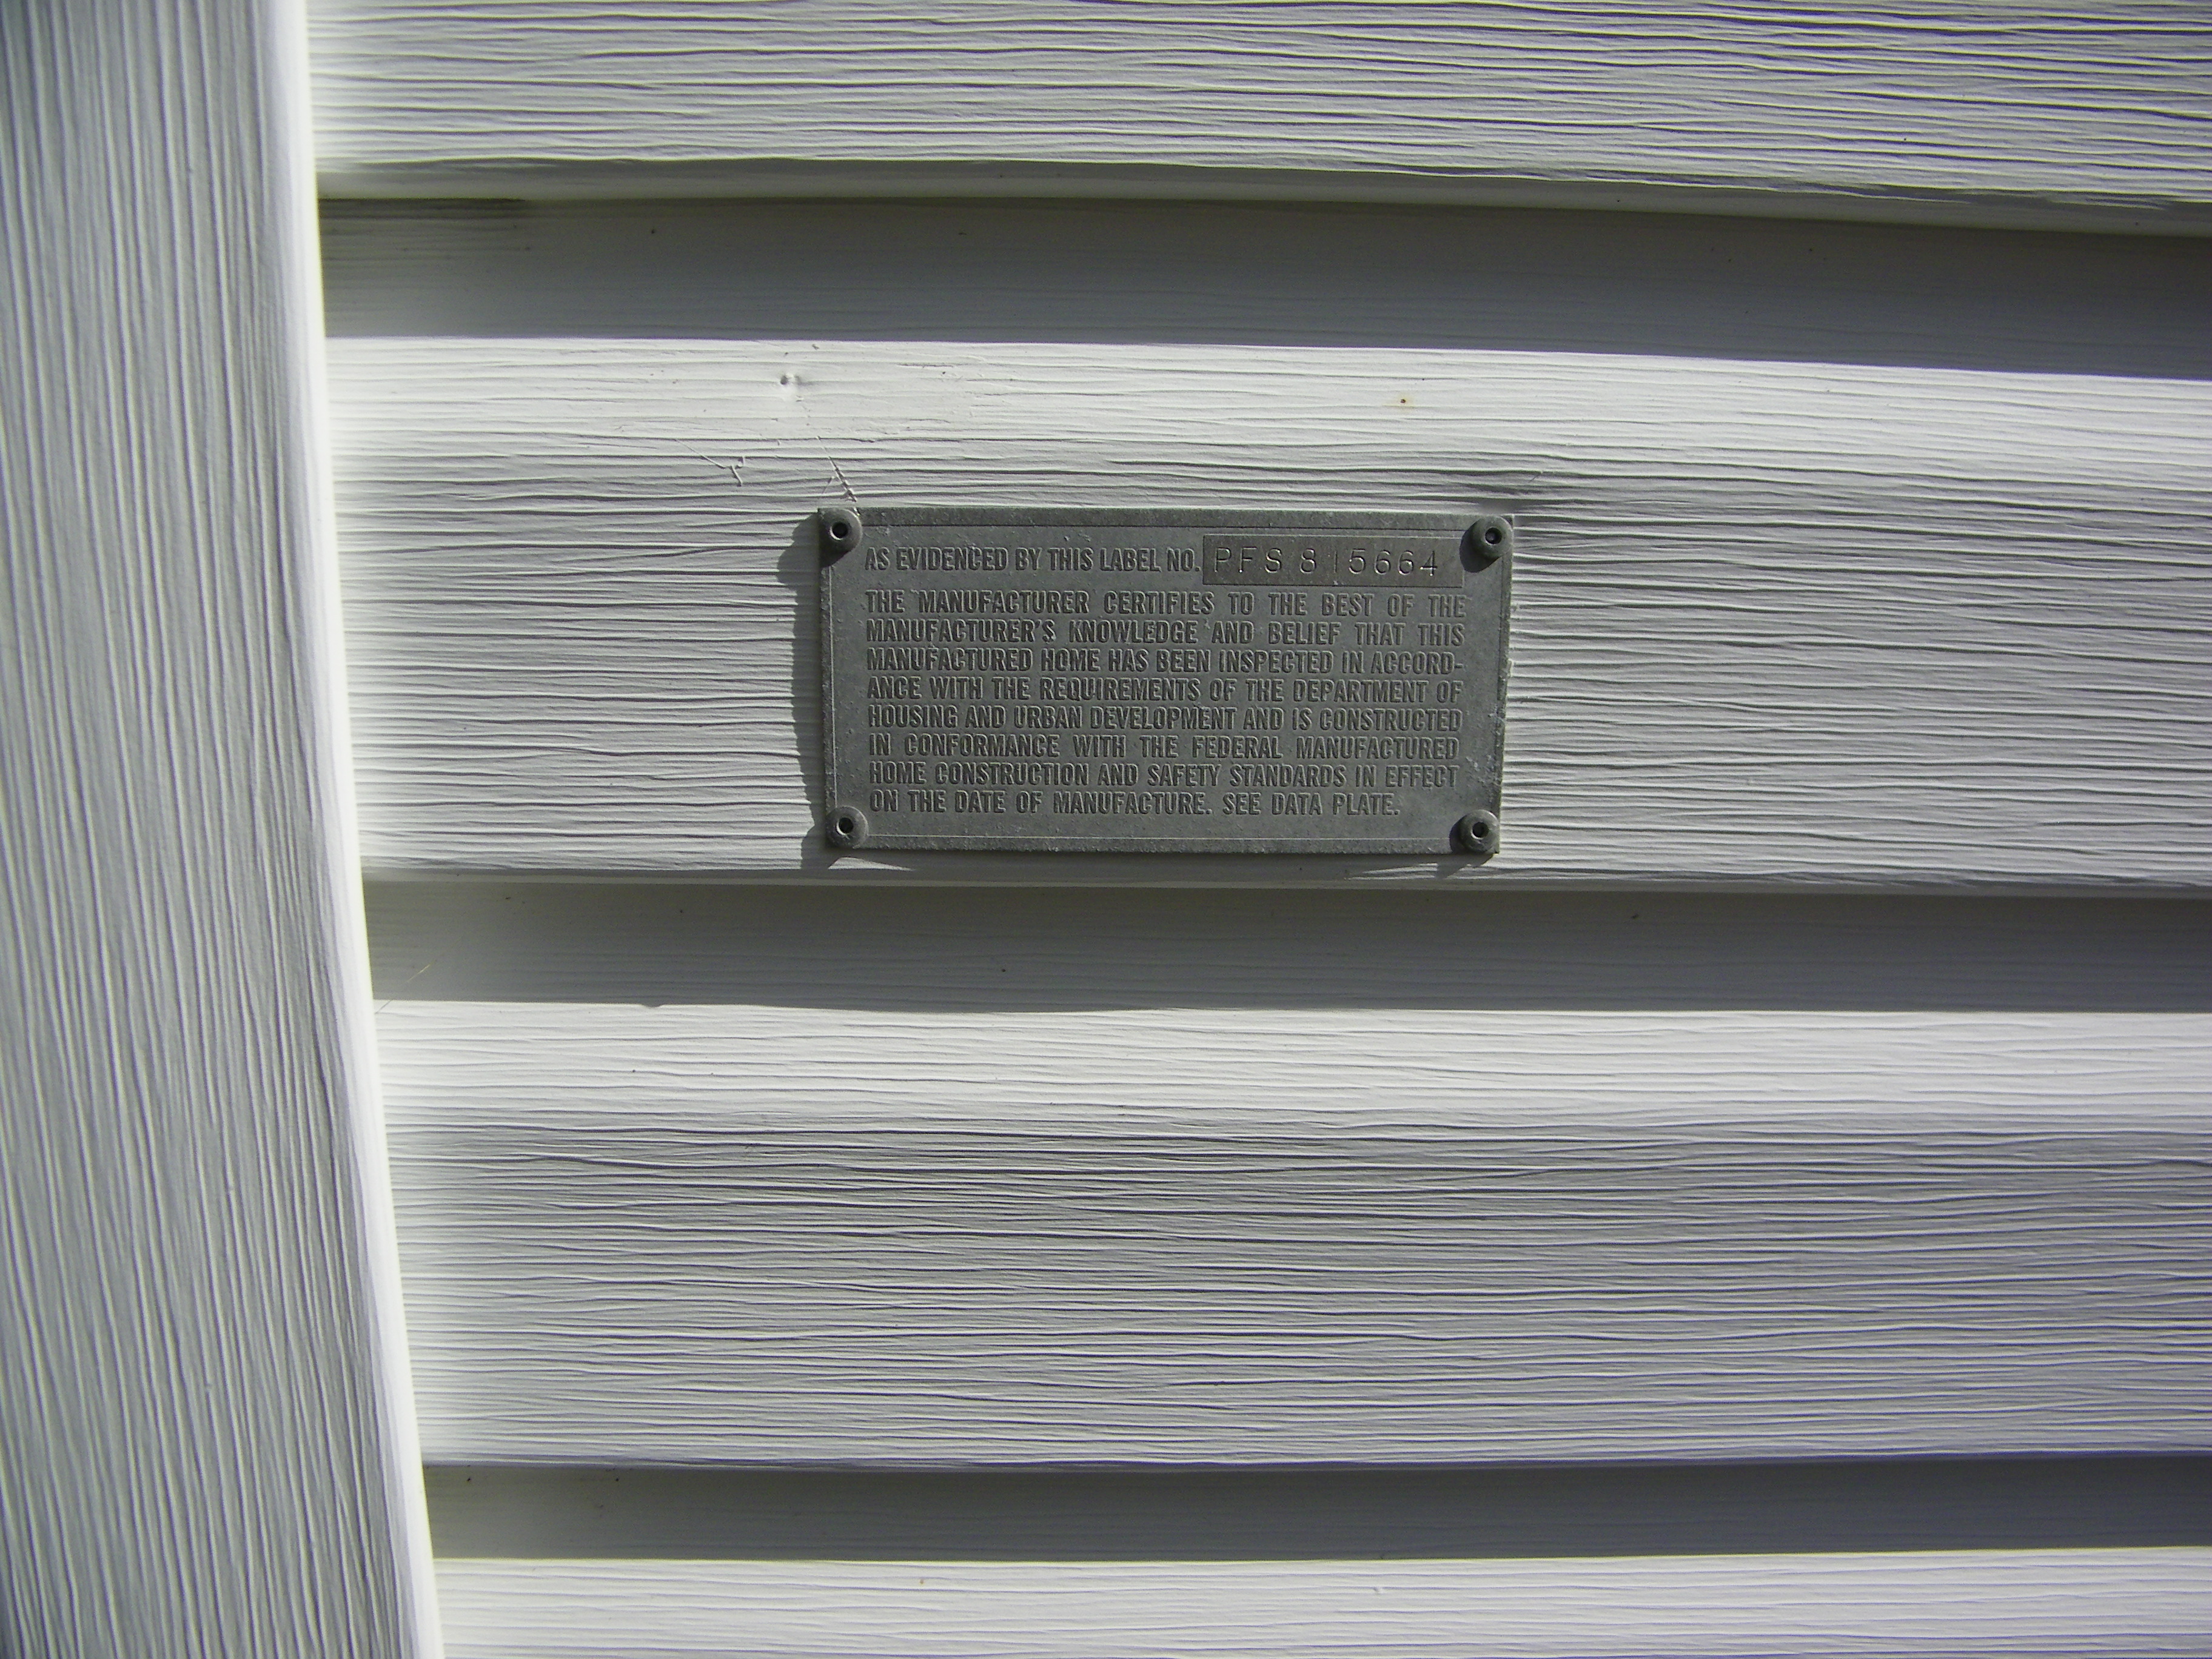 AS EVIDENCED BY THIS LABEL NO. PFS 815664
THE MANUFACTURER CERTIFIES TO THE BEST OF THE
MANUFACTURER'S KNOWLEDGE AND BELIEF THAT THIS
MANUFACTURED HOME HAS BEEN INSPECTED IN ACCORD-
ANCE WITH THE REQUIREMENTS OF THE DEPARTMENT OF
HOUSING AND URBAN DEVELOPMENT AND IS CONSTRUCTED
IN CONFORMANCE WITH THE FEDERAL MANUFACTURED
HOME CONSTRUCTION AND SAFETY STANDARDS IN EFFECT
ON THE DATE OF MANUFACTURE. SEE DATA PLATE.